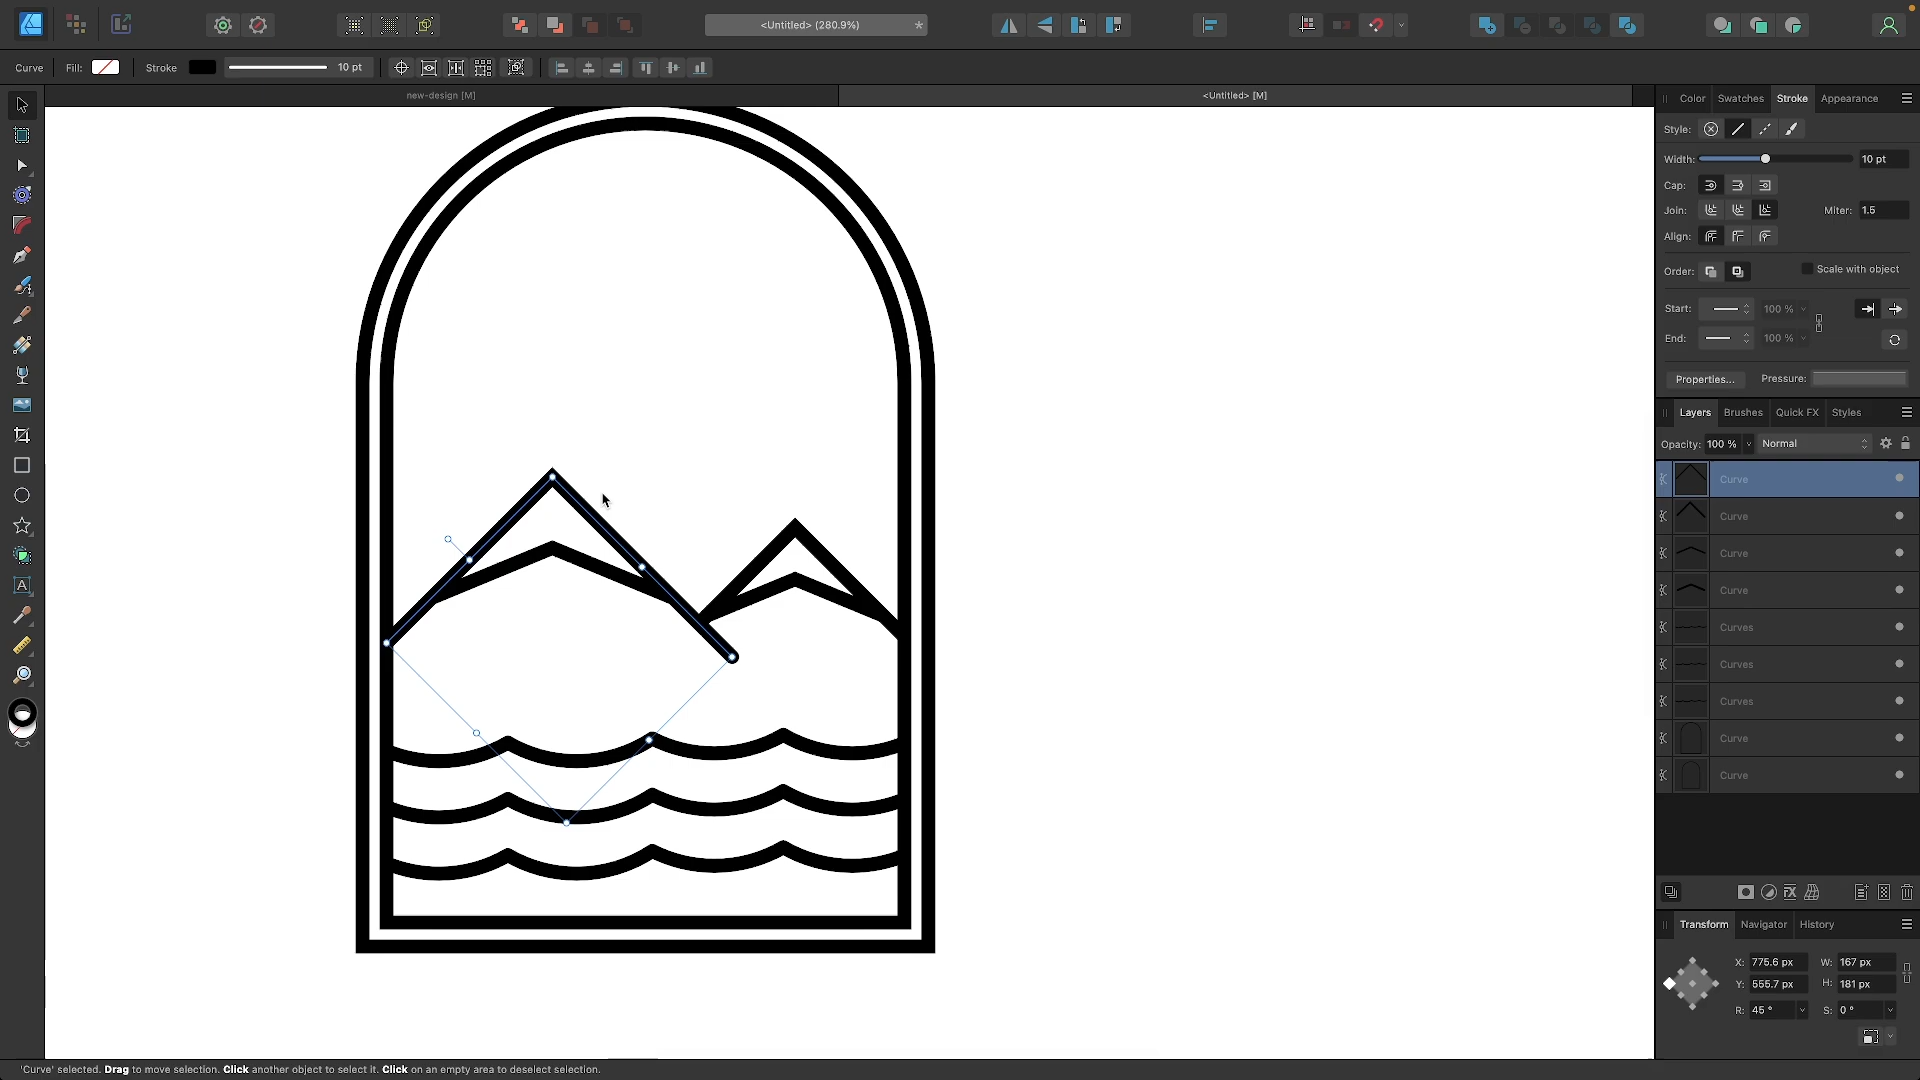 <Untitled> (280.9%)
*
Curve
Fill:
Stroke
10 pt
new-design [M]
<Untitled> [M]
Color
Swatches
Stroke
Appearance
Style:
Width:
10 pt
Cap:
Join:
Miter:
1.5
Align:
Order:
Scale with object
Start:
100 %
End:
100 %
Properties...
Pressure:
Layers
Brushes
Quick FX
Styles
Opacity:
100 %
Normal
Curve
Curve
Curve
Curve
Curves
Curves
Curves
Curve
Curve
Transform
Navigator
History
X:
775.6 px
W:
167 px
Y:
555.7 px
H:
181 px
R:
45 °
S:
0 °
'Curve' selected. Drag to move selection. Click another object to select it. Click on an empty area to deselect selection.